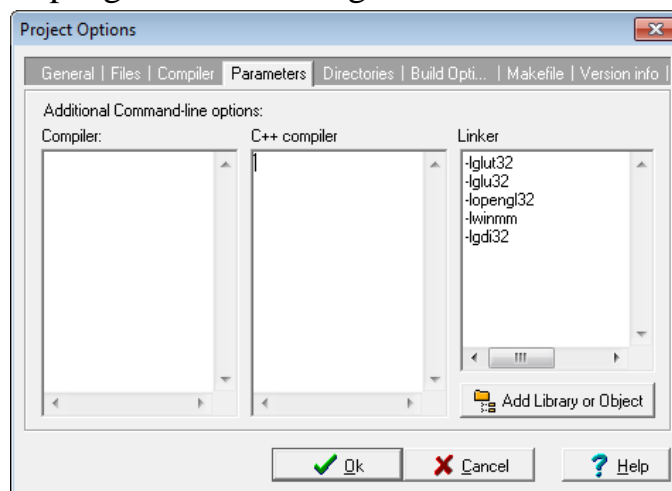 Project Options
General | Files | Compiler | Parameters | Directories | Build Opti... | Makefile | Version info |
Additional Command-line options:
Compiler:
C++ compiler
Linker
-lglut32
-lglu32
-lopengl32
-lwinmm
-lgdi32
Add Library or Object
Ok
Cancel
Help